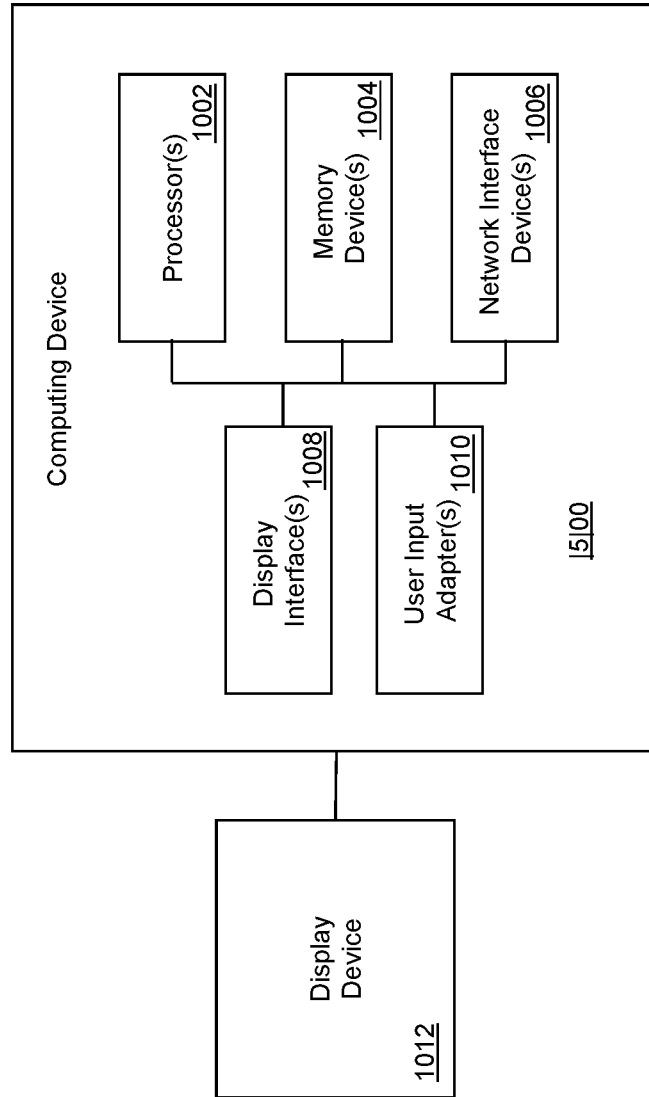 Computing Device
Processor(s)
1002
Memory
Device(s)
1004
Network Interface
Device(s)
1006
Display
Interface(s)
1008
User Input
Adapter(s)
1010
|5|00
Display
Device
1012